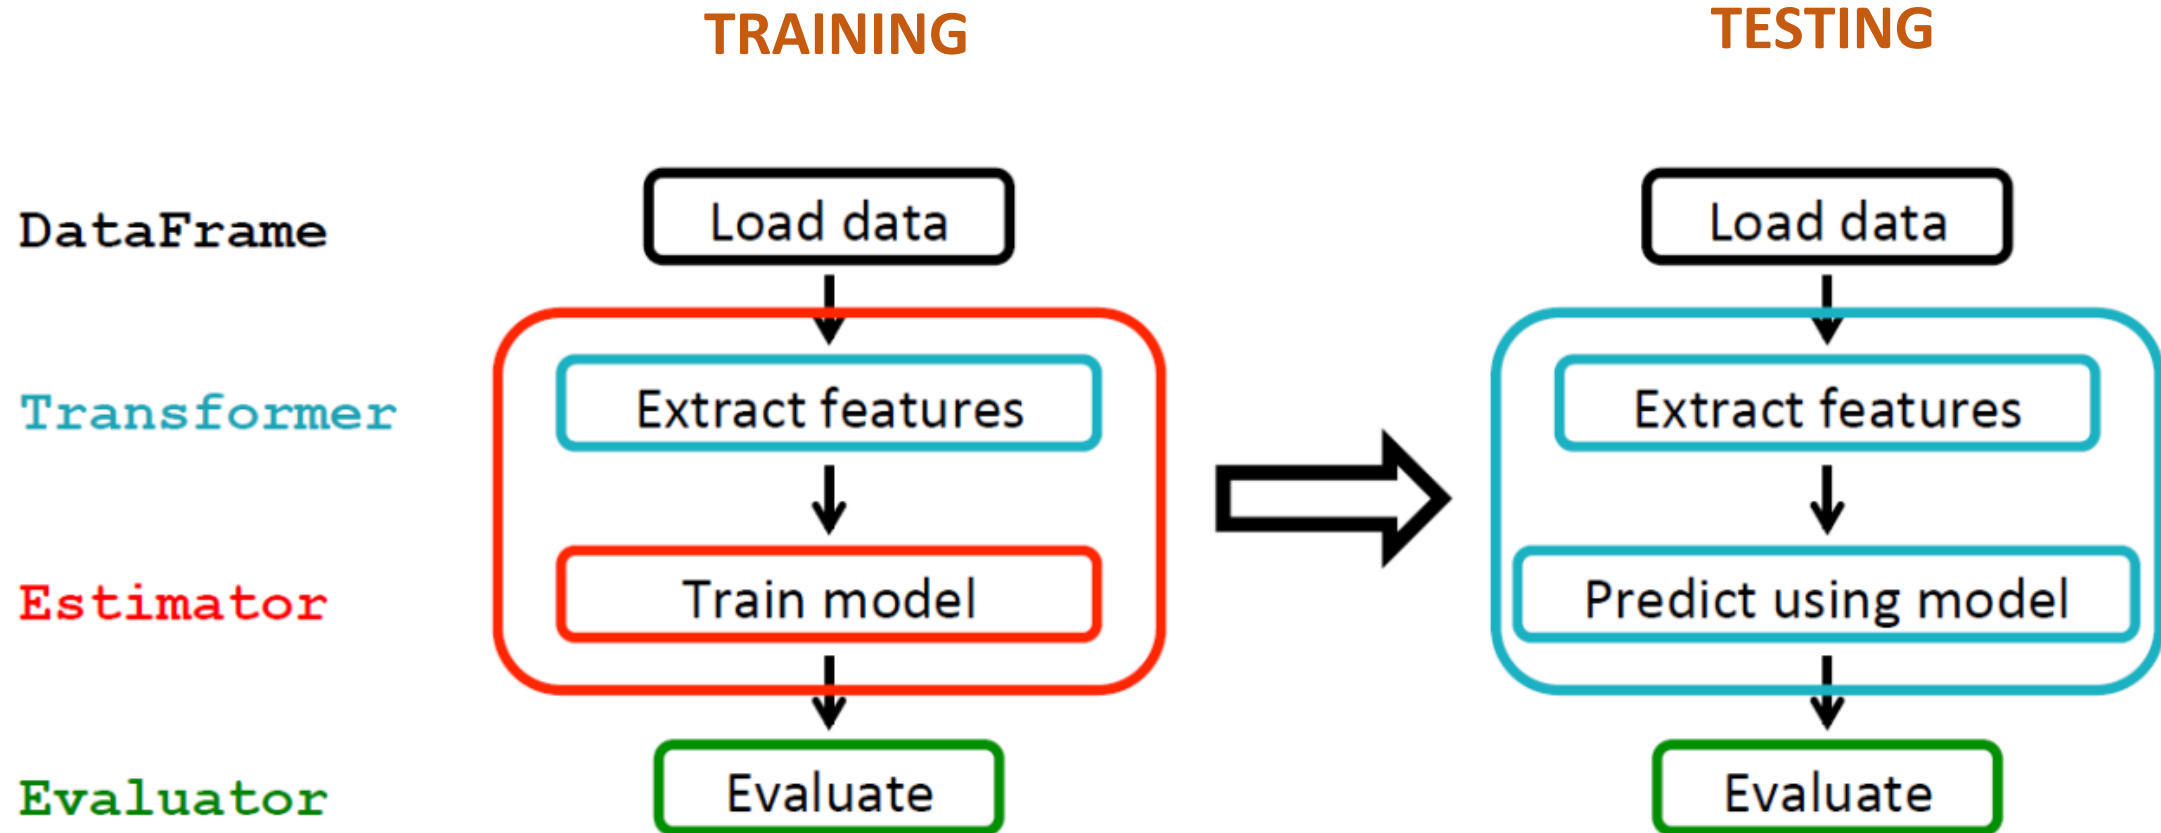 TRAINING
TESTING
DataFrame
Load data
Load data
Transformer
Extract features
Extract features
Estimator
Train model
Predict using model
Evaluator
Evaluate
Evaluate